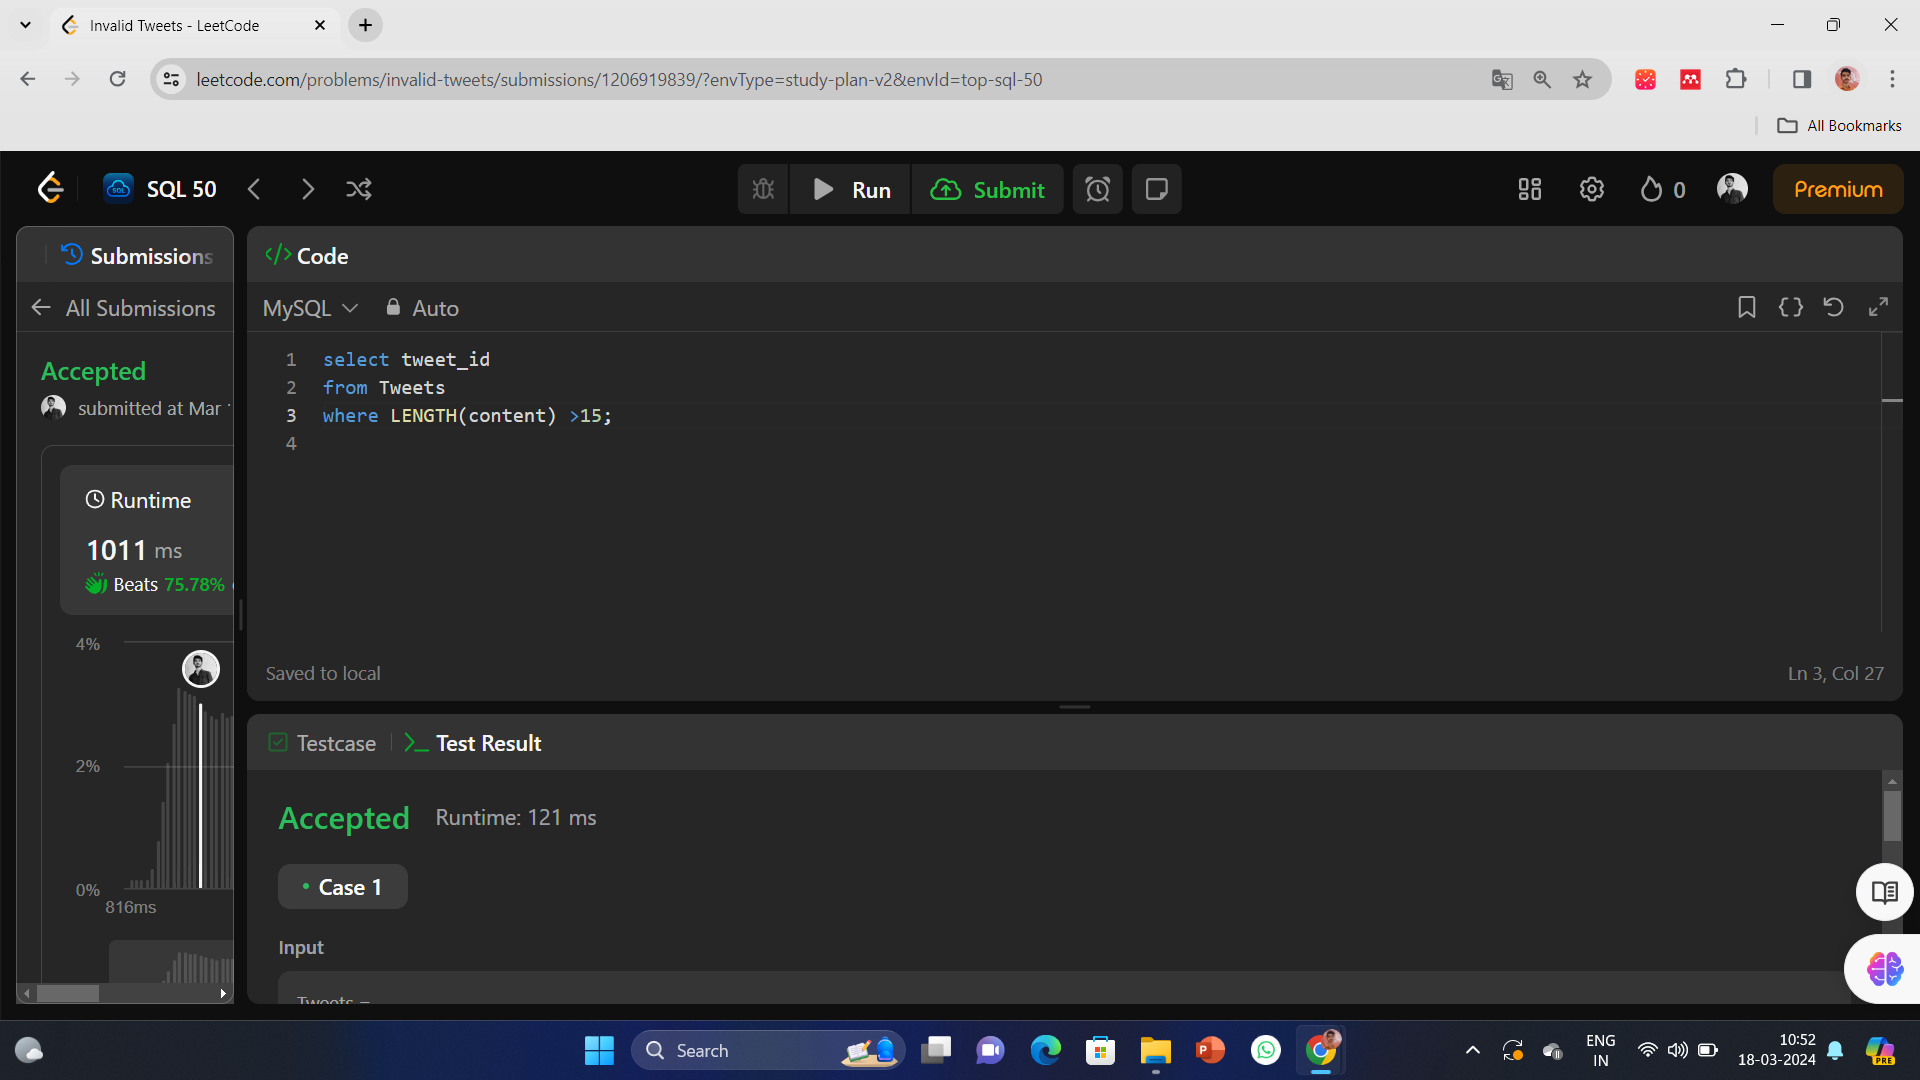 Invalid Tweets - LeetCode
leetcode.com/problems/invalid-tweets/submissions/1206919839/?envType=study-plan-v2&envId=top-sql-50
All Bookmarks
SQL 50
Run
Submit
0
Premium
Submissions
All Submissions
Accepted
submitted at Mar
Runtime
1011 ms
Beats 75.78%
4%
2%
0%
816ms
</> Code
MySQL
Auto
1 select tweet_id
2 from Tweets
3 where LENGTH(content) >15;
4
Saved to local
Ln 3, Col 27
Testcase
Test Result
Accepted
Runtime: 121 ms
Case 1
Input
Tweets =
Search
ENG
IN
10:52
18-03-2024